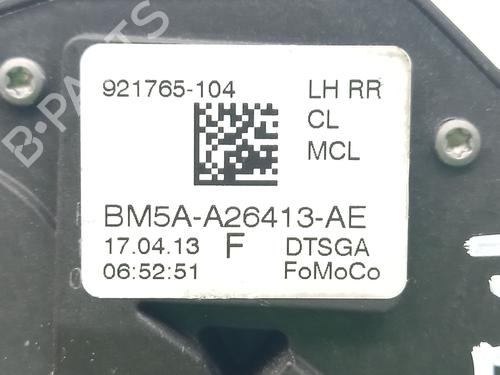 921765-104 LH RR
CL
MCL
BM5A-A26413-AE
17.04.13 F DTSGA
06:52:51 FoMoCo
B-PARTS